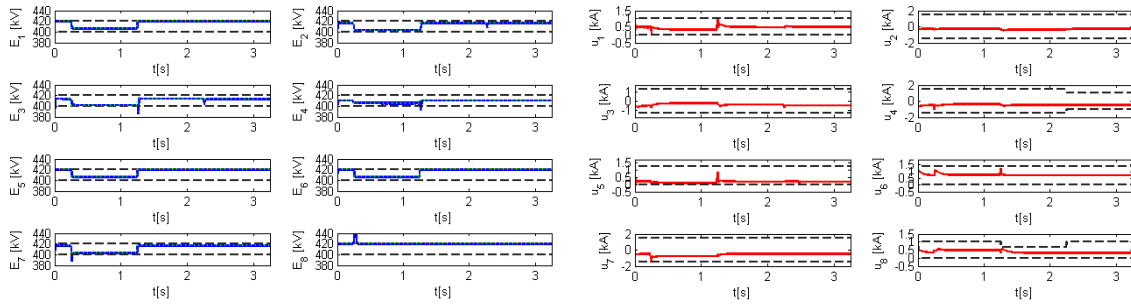 E1 [kV]
440
420
400
380
0 1 2 3
t[s]
E2 [kV]
440
420
400
380
0 1 2 3
t[s]
u1 [kA]
1.5
1
0.5
0
-0.5
0 1 2 3
t[s]
u2 [kA]
2
0
-2
0 1 2 3
t[s]
E3 [kV]
440
420
400
380
0 1 2 3
t[s]
E4 [kV]
440
420
400
380
0 1 2 3
t[s]
u3 [kA]
1
0
-1
0 1 2 3
t[s]
u4 [kA]
2
0
-2
0 1 2 3
t[s]
E5 [kV]
440
420
400
380
0 1 2 3
t[s]
E6 [kV]
440
420
400
380
0 1 2 3
t[s]
u5 [kA]
1.5
1
0.5
0
-0.5
0 1 2 3
t[s]
u6 [kA]
1.5
1
0.5
0
-0.5
0 1 2 3
t[s]
E7 [kV]
440
420
400
380
0 1 2 3
t[s]
E8 [kV]
440
420
400
380
0 1 2 3
t[s]
u7 [kA]
2
0
-2
0 1 2 3
t[s]
u8 [kA]
1.5
1
0.5
0
-0.5
0 1 2 3
t[s]